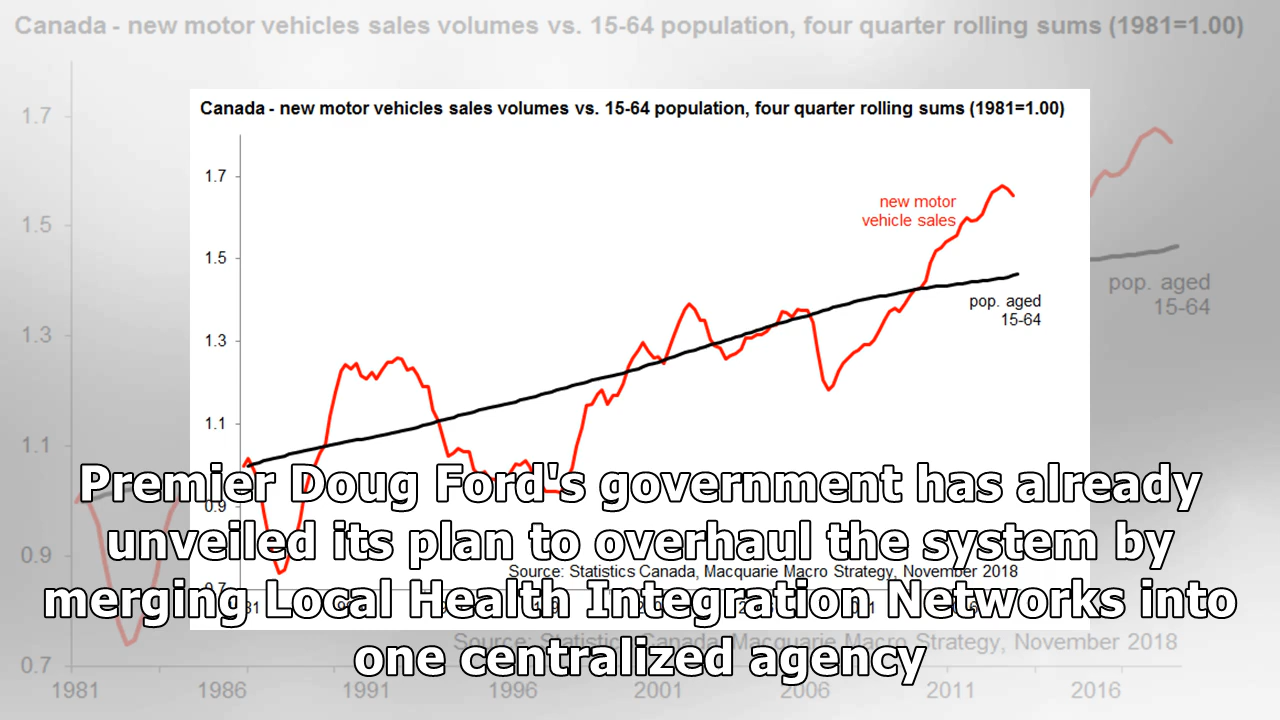 Canada - new motor vehicles sales volumes vs. 15-64 population, four quarter rolling sums (1981=1.00)
Canada - new motor vehicles sales volumes vs. 15-64 population, four quarter rolling sums (1981=1.00)
1.7
1.5
1.3
1.1
0.9
0.7
1.7
1.5
1.3
1.1
0.9
0.7
new motor
vehicle sales
pop. aged
15-64
pop. aged
15-64
Premier Doug Ford's government has already
unveiled its plan to overhaul the system by
merging Local Health Integration Networks into
one centralized agency
Source: Statistics Canada, Macquarie Macro Strategy, November 2018
Source: Statistics Canada, Macquarie Macro Strategy, November 2018
1981 1986 1991 1996 2001 2006 2011 2016